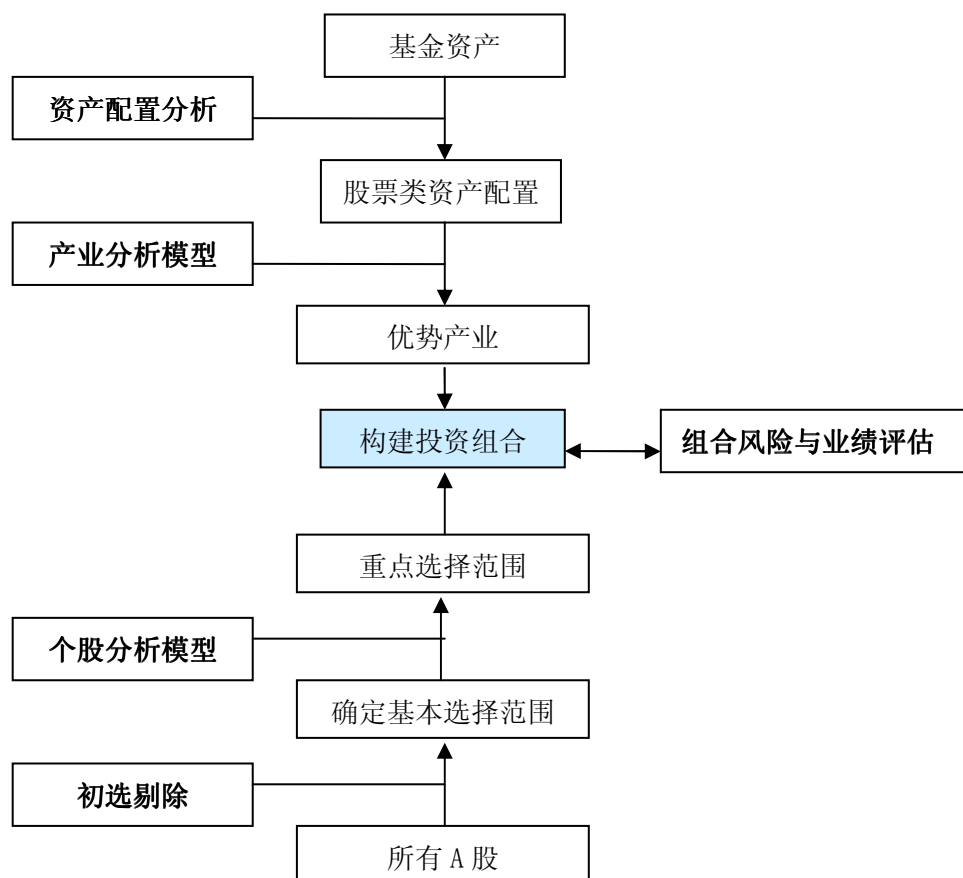 基金资产
资产配置分析
股票类资产配置
产业分析模型
优势产业
构建投资组合
组合风险与业绩评估
重点选择范围
个股分析模型
确定基本选择范围
初选剔除
所有 A 股